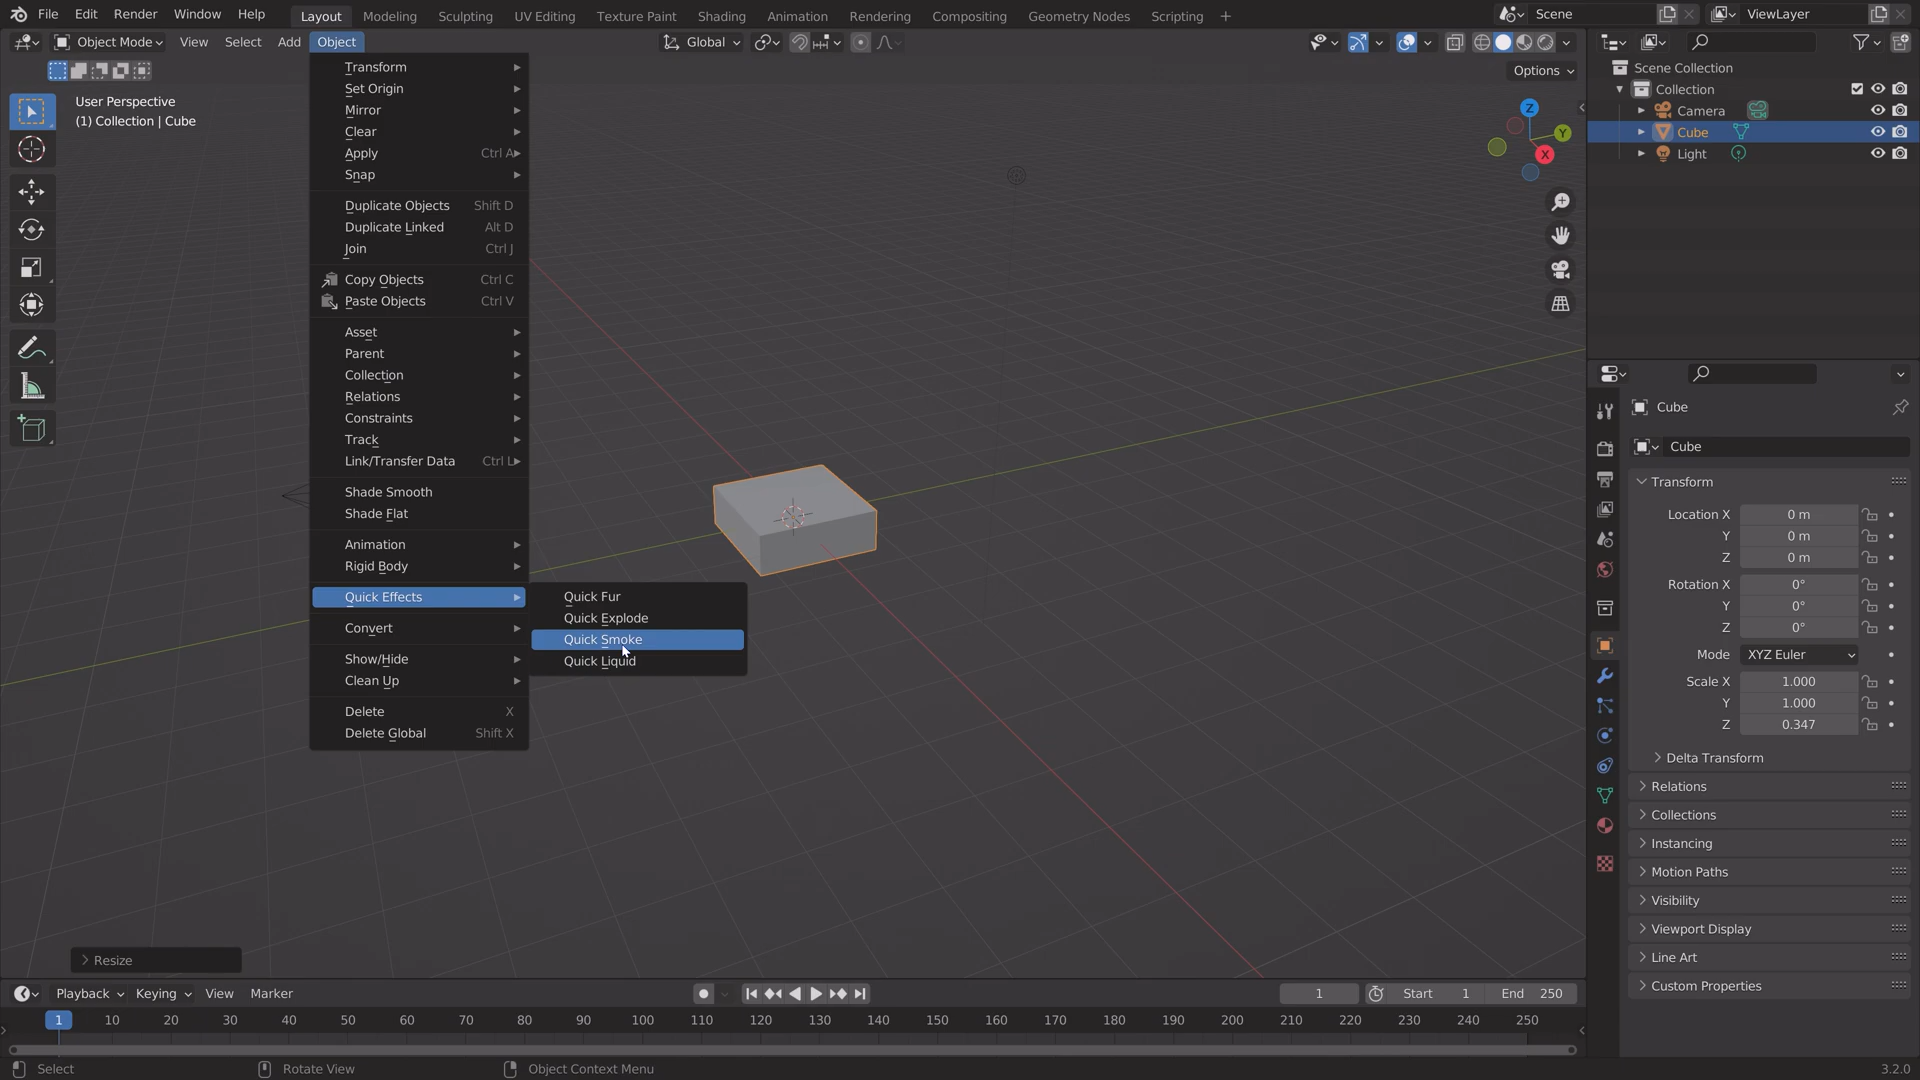 File Edit Render Window Help Layout Modeling Sculpting UV Editing Texture Paint Shading Animation Rendering Compositing Geometry Nodes Scripting + Scene ViewLayer
Object Mode View Select Add Object Global
Options
User Perspective
(1) Collection | Cube
Transform
Set Origin
Mirror
Clear
Apply Ctrl A
Snap
Duplicate Objects Shift D
Duplicate Linked Alt D
Join Ctrl J
Copy Objects Ctrl C
Paste Objects Ctrl V
Asset
Parent
Collection
Relations
Constraints
Track
Link/Transfer Data Ctrl L
Shade Smooth
Shade Flat
Animation
Rigid Body
Quick Effects
Convert
Show/Hide
Clean Up
Delete X
Delete Global Shift X
Quick Fur
Quick Explode
Quick Smoke
Quick Liquid
Z
Y
X
Scene Collection
Collection
Camera
Cube
Light
Cube
Cube
Transform
Location X 0 m
Y 0 m
Z 0 m
Rotation X 0°
Y 0°
Z 0°
Mode XYZ Euler
Scale X 1.000
Y 1.000
Z 0.347
Delta Transform
Relations
Collections
Instancing
Motion Paths
Visibility
Viewport Display
Line Art
Custom Properties
Resize
Playback Keying View Marker 1 Start 1 End 250
1 10 20 30 40 50 60 70 80 90 100 110 120 130 140 150 160 170 180 190 200 210 220 230 240 250
Select Rotate View Object Context Menu 3.2.0